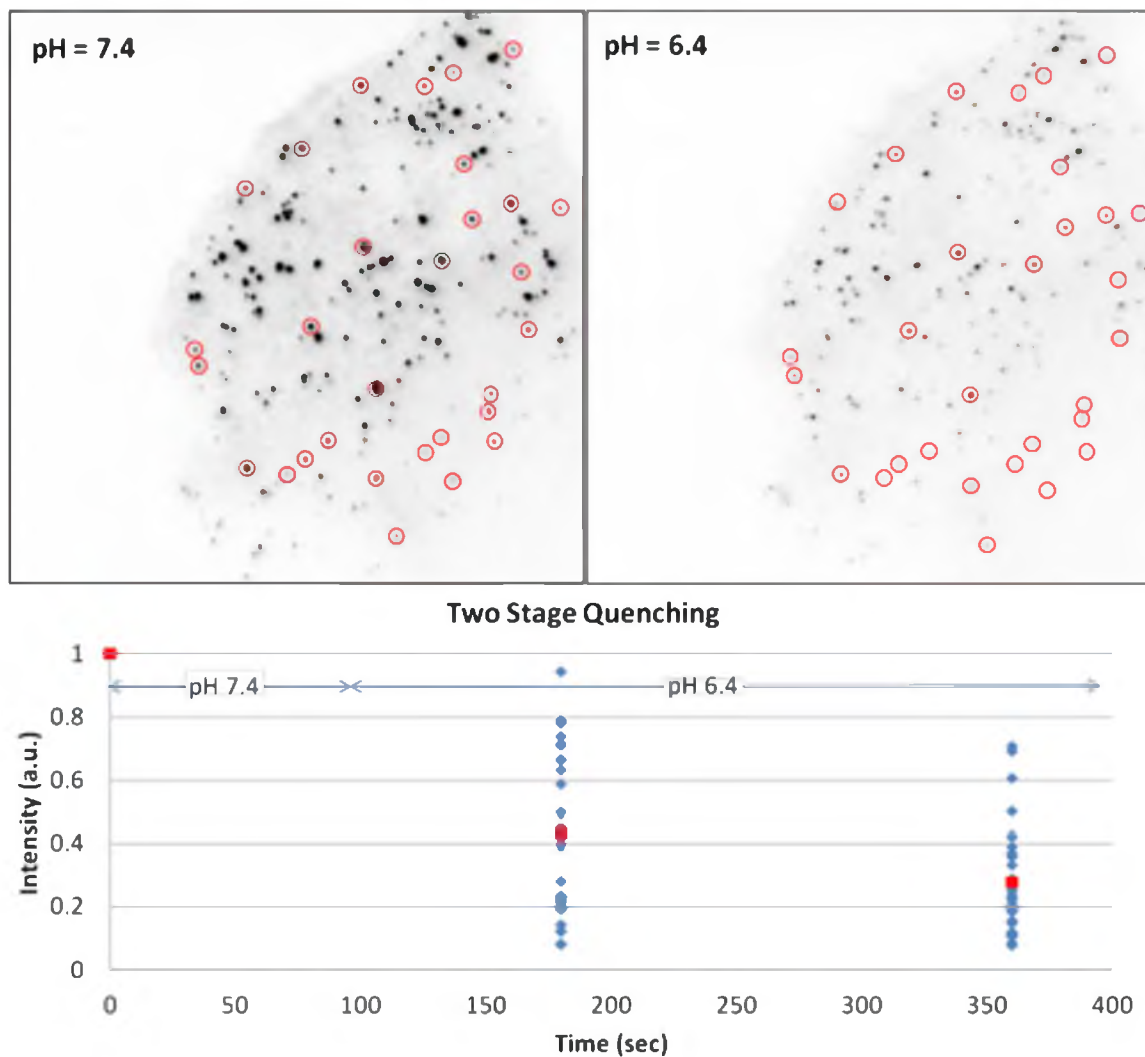 pH = 7.4
pH = 6.4
Two Stage Quenching
1
0.8
0.6
0.4
0.2
0
pH 7.4
pH 6.4
Intensity (a.u.)
0 50 100 150 200 250 300 350 400
Time (sec)